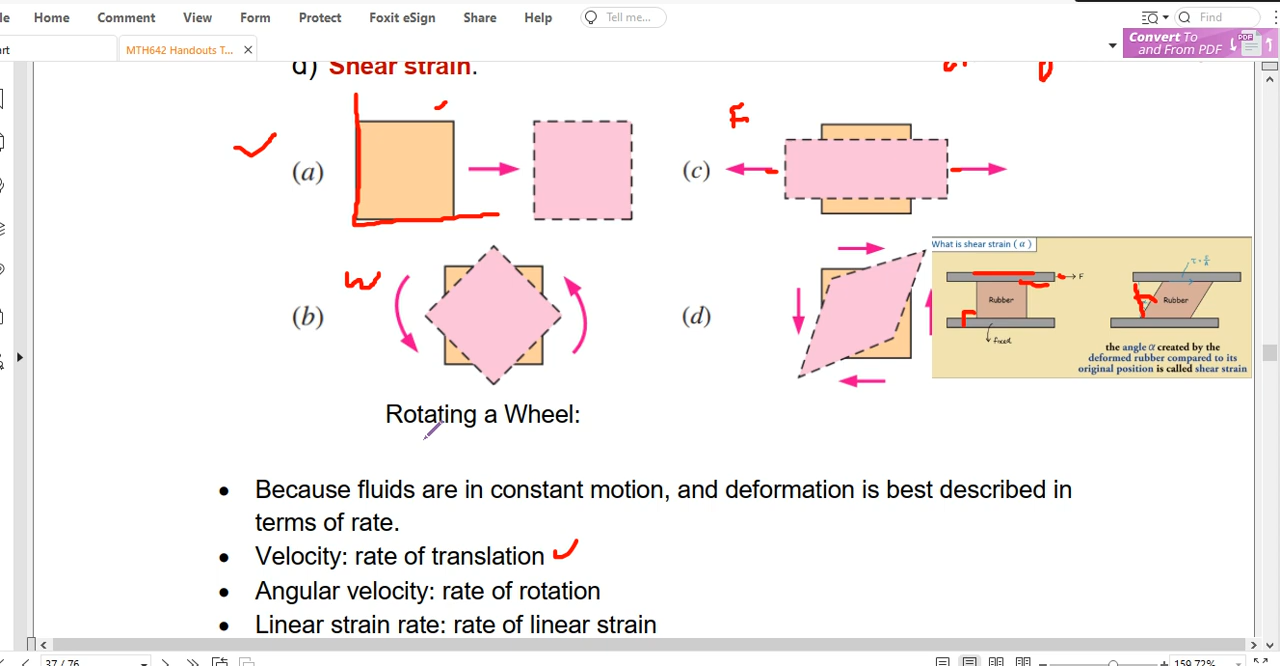 Home Comment View Form Protect Foxit eSign Share Help Tell me... Find
MTH642 Handouts T...
Convert To
and From PDF
d) Shear strain.
(a)
F
(c)
w
(b)
(d)
What is shear strain (α)
F
Rubber
Rubber
fixed
the angle α created by the
deformed rubber compared to its
original position is called shear strain
Rotating a Wheel:
• Because fluids are in constant motion, and deformation is best described in
terms of rate.
• Velocity: rate of translation
• Angular velocity: rate of rotation
• Linear strain rate: rate of linear strain
37 / 76
159.72%